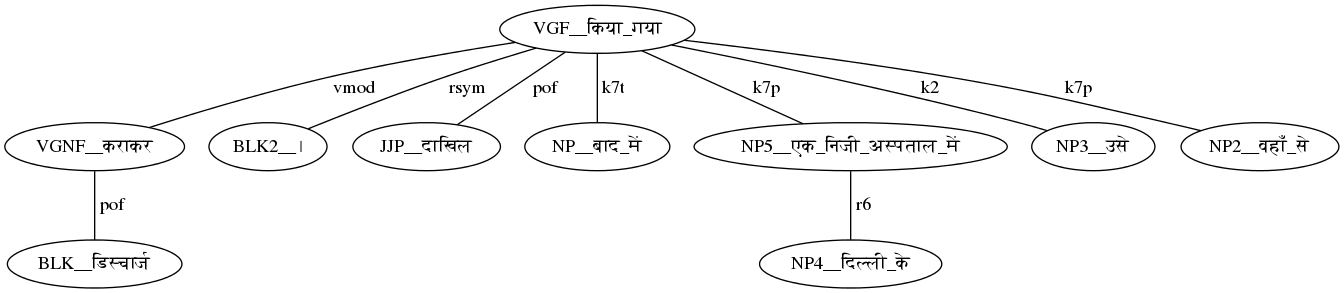 VGF__किया_गया
vmod
rsym
pof
k7t
k7p
k2
k7p
VGNF__कराकर
BLK2__।
JJP__दाखिल
NP__बाद_में
NP5__एक_निजी_अस्पताल_में
NP3__उसे
NP2__वहाँ_से
pof
r6
BLK__डिस्चार्ज
NP4__दिल्ली_के